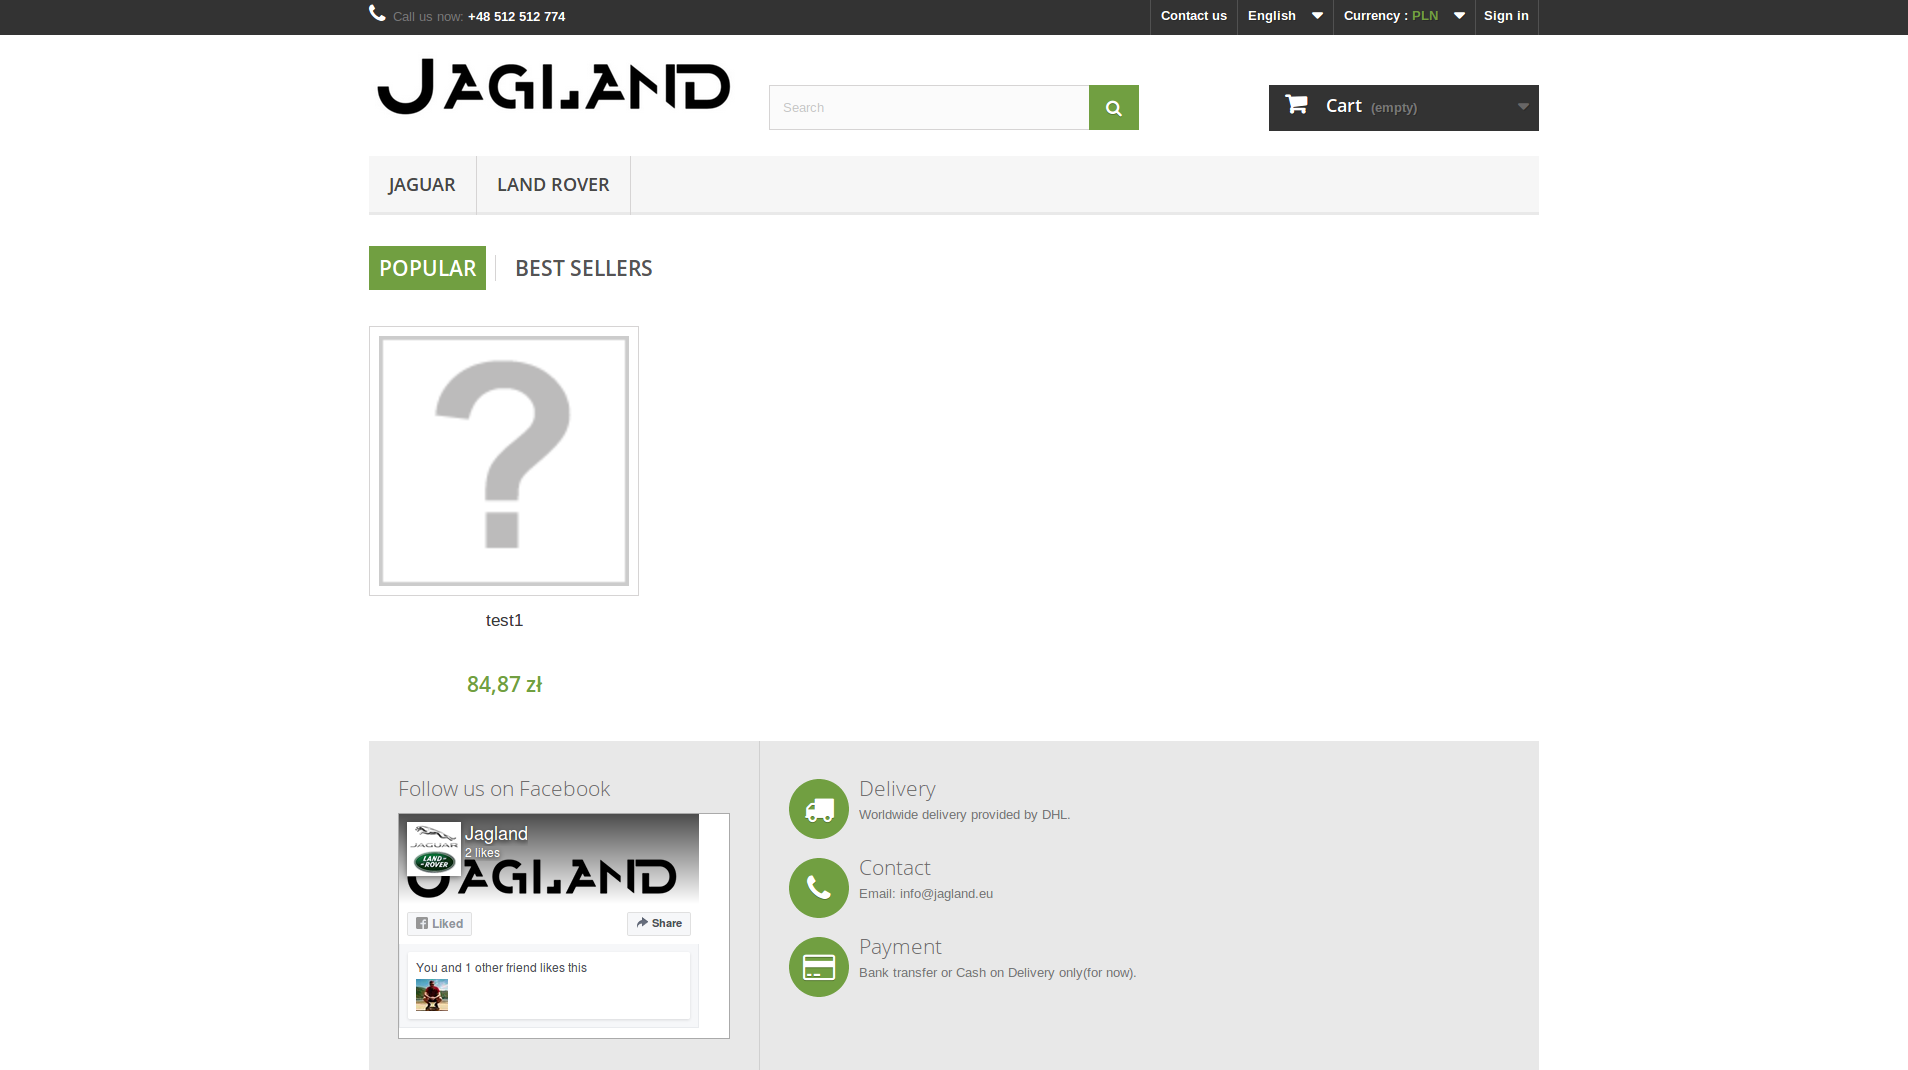 Call us now: +48 512 512 774
Contact us
English
Currency : PLN
Sign in
JAGLAND
Search
Cart (empty)
JAGUAR
LAND ROVER
POPULAR
BEST SELLERS
?
test1
84,87 zł
Follow us on Facebook
JAGUAR
LAND-ROVER
Jagland
2 likes
JAGLAND
Liked
Share
You and 1 other friend likes this
Delivery
Worldwide delivery provided by DHL.
Contact
Email: info@jagland.eu
Payment
Bank transfer or Cash on Delivery only(for now).